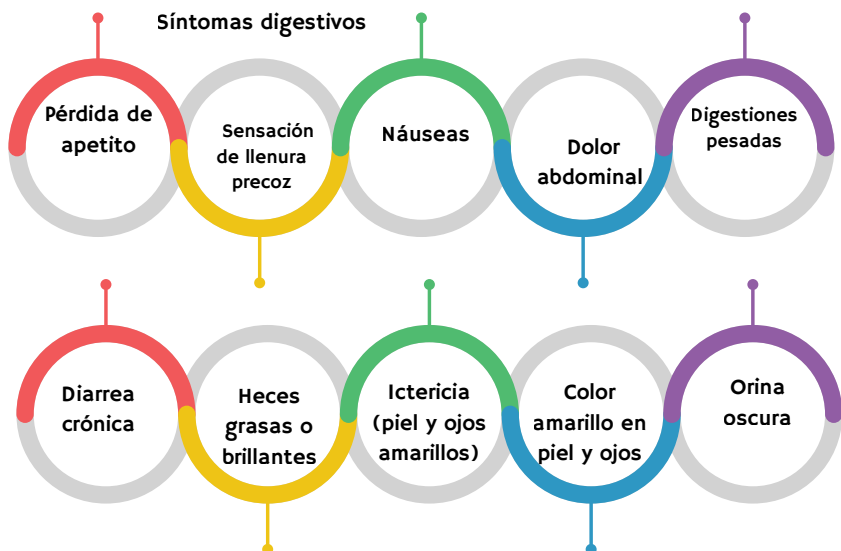 Síntomas digestivos
Pérdida de
apetito
Sensación
de llenura
precoz
Náuseas
Dolor
abdominal
Digestiones
pesadas
Diarrea
crónica
Heces
grasas o
brillantes
Ictericia
(piel y ojos
amarillos)
Color
amarillo en
piel y ojos
Orina
oscura